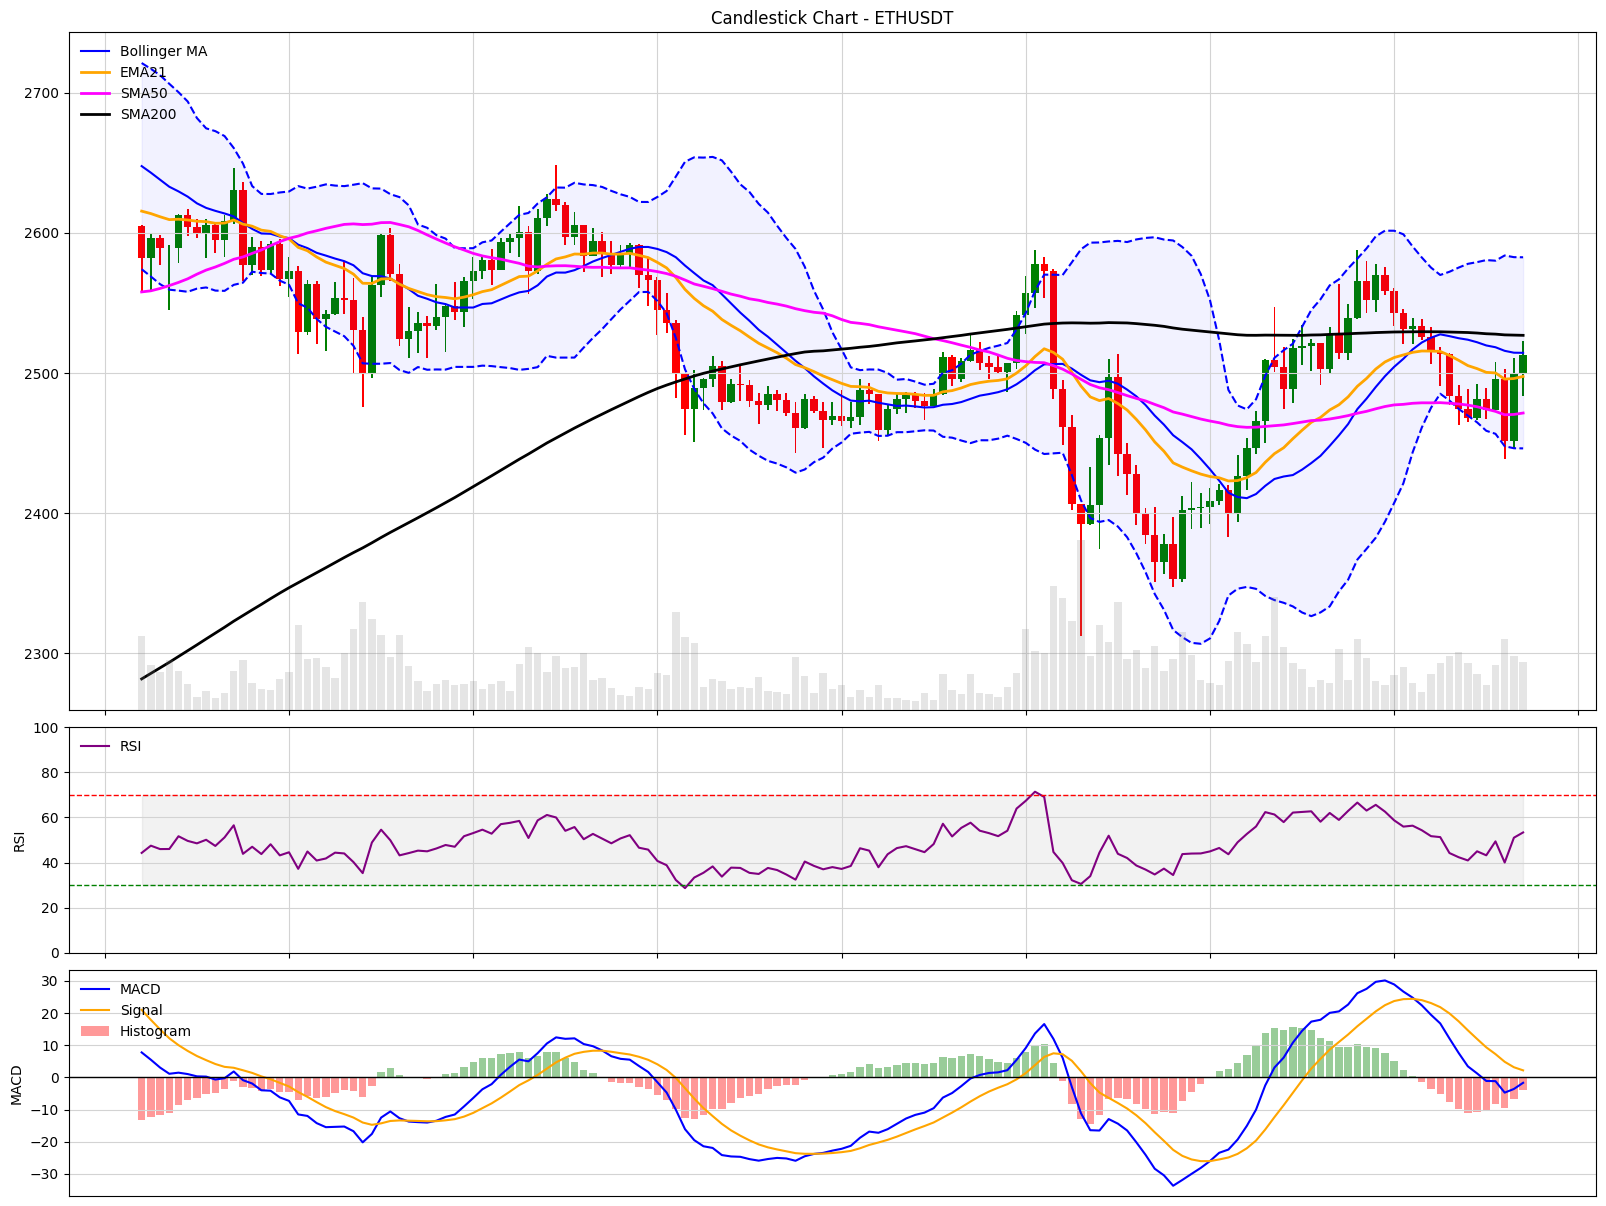 Candlestick Chart - ETHUSDT
Bollinger MA
EMA21
SMA50
SMA200
2700
2600
2500
2400
2300
RSI
100
80
60
40
20
0
RSI
MACD
Signal
Histogram
30
20
10
0
−10
−20
−30
MACD